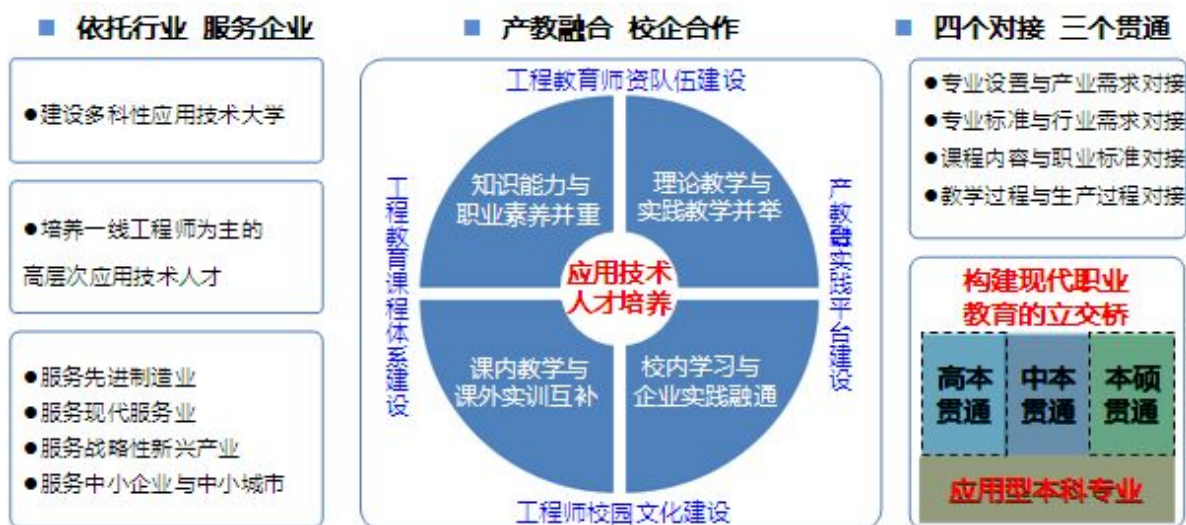 依托行业 服务企业
●建设多科性应用技术大学
●培养一线工程师为主的
高层次应用技术人才
●服务先进制造业
●服务现代服务业
●服务战略性新兴产业
●服务中小企业与中小城市
产教融合 校企合作
工程教育师资队伍建设
工程教育课程体系建设
知识能力与
职业素养并重
理论教学与
实践教学并举
应用技术
人才培养
课内教学与
课外实训互补
校内学习与
企业实践融通
产教融实践平台建设
工程师校园文化建设
四个对接 三个贯通
●专业设置与产业需求对接
●专业标准与行业需求对接
●课程内容与职业标准对接
●教学过程与生产过程对接
构建现代职业
教育的立交桥
高本
贯通
中本
贯通
本硕
贯通
应用型本科专业